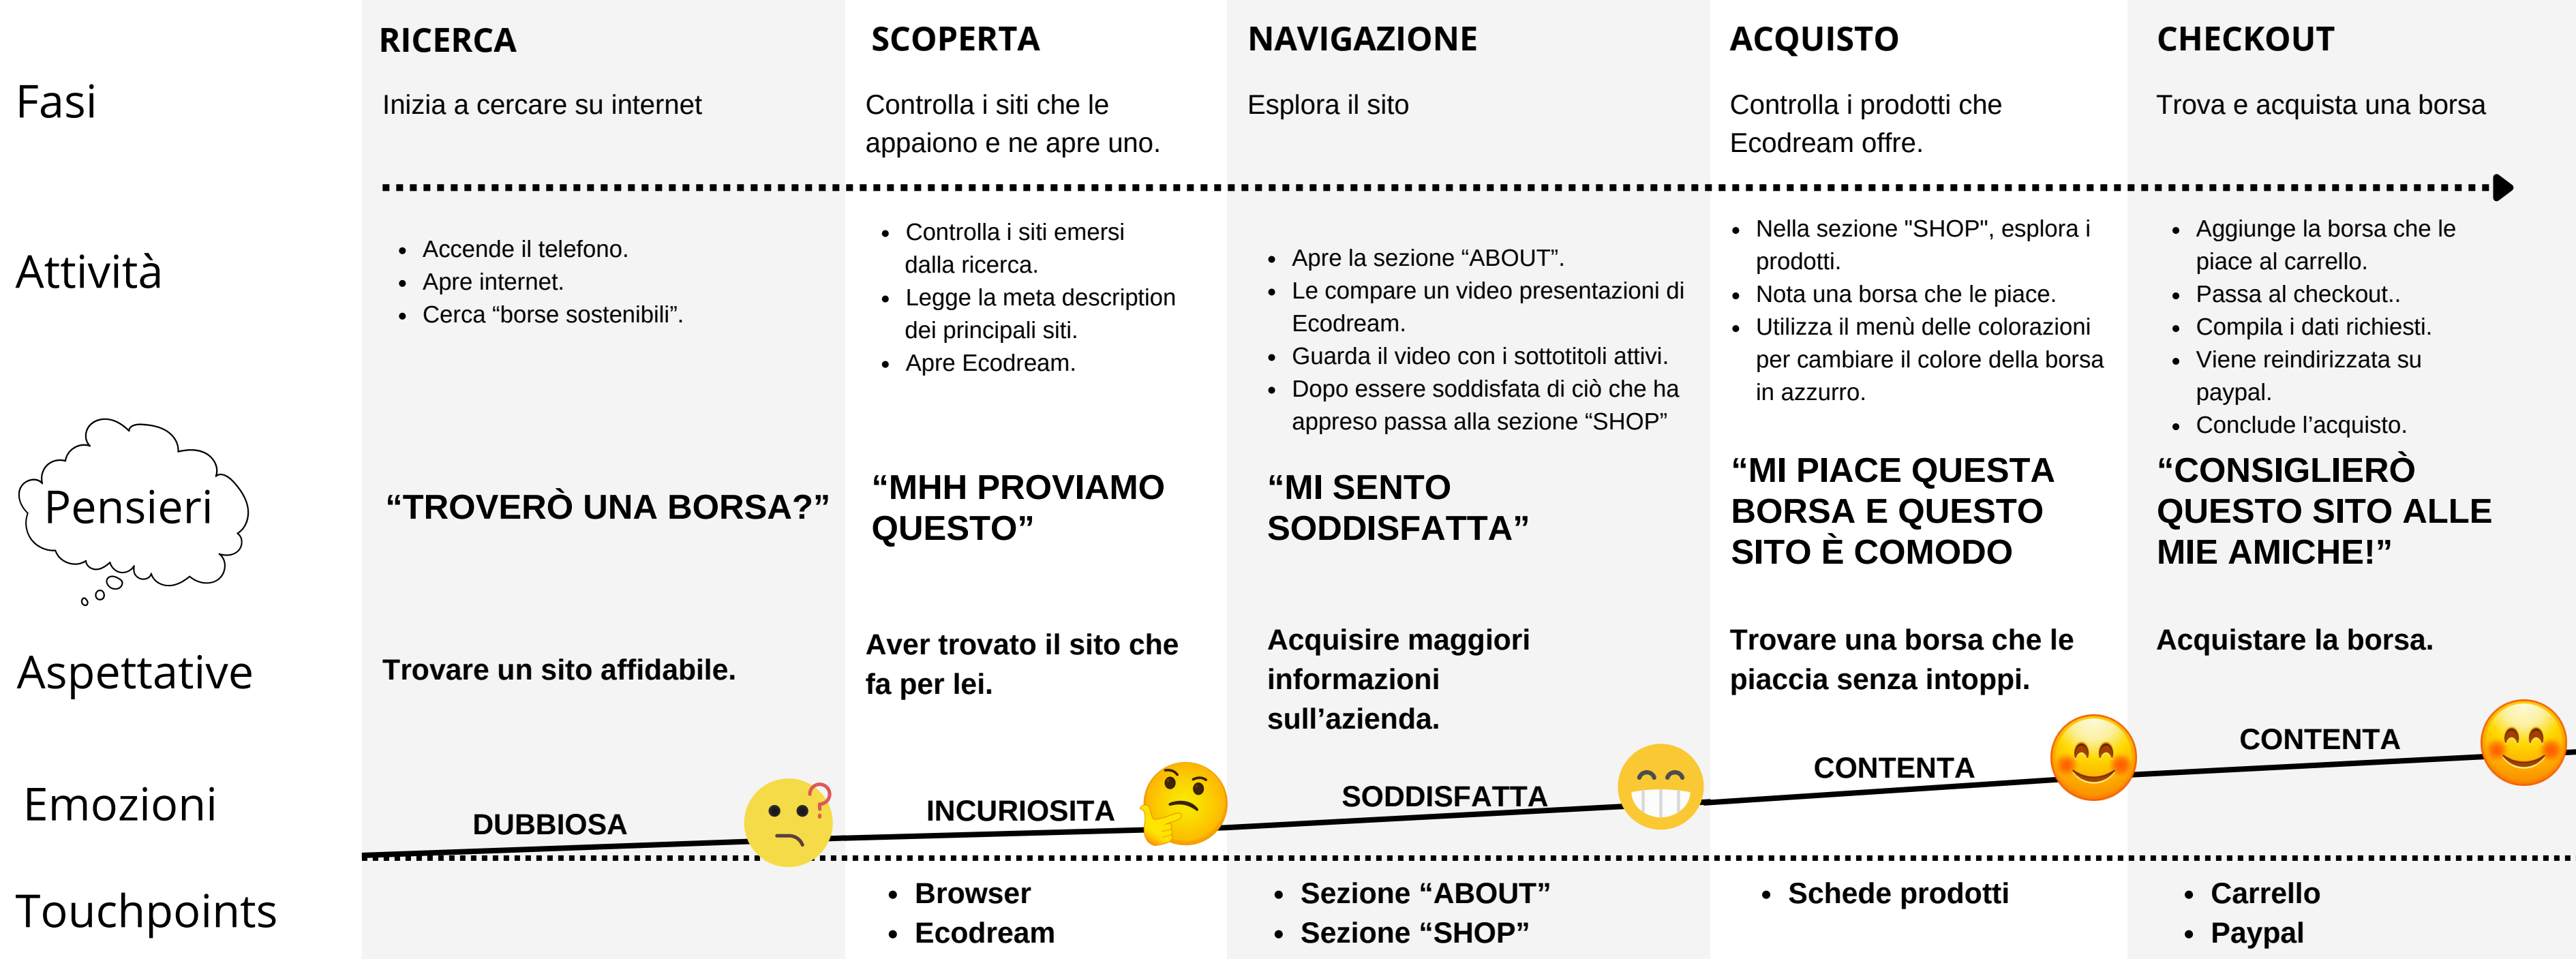 RICERCA
SCOPERTA
NAVIGAZIONE
ACQUISTO
CHECKOUT
Fasi
Inizia a cercare su internet
Controlla i siti che le
appaiono e ne apre uno.
Esplora il sito
Controlla i prodotti che
Ecodream offre.
Trova e acquista una borsa
Attività
• Accende il telefono.
• Apre internet.
• Cerca “borse sostenibili”.
• Controlla i siti emersi
dalla ricerca.
• Legge la meta description
dei principali siti.
• Apre Ecodream.
• Apre la sezione “ABOUT”.
• Le compare un video presentazioni di
Ecodream.
• Guarda il video con i sottotitoli attivi.
• Dopo essere soddisfata di ciò che ha
appreso passa alla sezione “SHOP”
• Nella sezione "SHOP", esplora i
prodotti.
• Nota una borsa che le piace.
• Utilizza il menù delle colorazioni
per cambiare il colore della borsa
in azzurro.
• Aggiunge la borsa che le
piace al carrello.
• Passa al checkout..
• Compila i dati richiesti.
• Viene reindirizzata su
paypal.
• Conclude l’acquisto.
Pensieri
“TROVERÒ UNA BORSA?”
“MHH PROVIAMO
QUESTO”
“MI SENTO
SODDISFATTA”
“MI PIACE QUESTA
BORSA E QUESTO
SITO È COMODO
“CONSIGLIERÒ
QUESTO SITO ALLE
MIE AMICHE!”
Aspettative
Trovare un sito affidabile.
Aver trovato il sito che
fa per lei.
Acquisire maggiori
informazioni
sull’azienda.
Trovare una borsa che le
piaccia senza intoppi.
Acquistare la borsa.
Emozioni
DUBBIOSA
INCURIOSITA
SODDISFATTA
CONTENTA
CONTENTA
Touchpoints
• Browser
• Ecodream
• Sezione “ABOUT”
• Sezione “SHOP”
• Schede prodotti
• Carrello
• Paypal